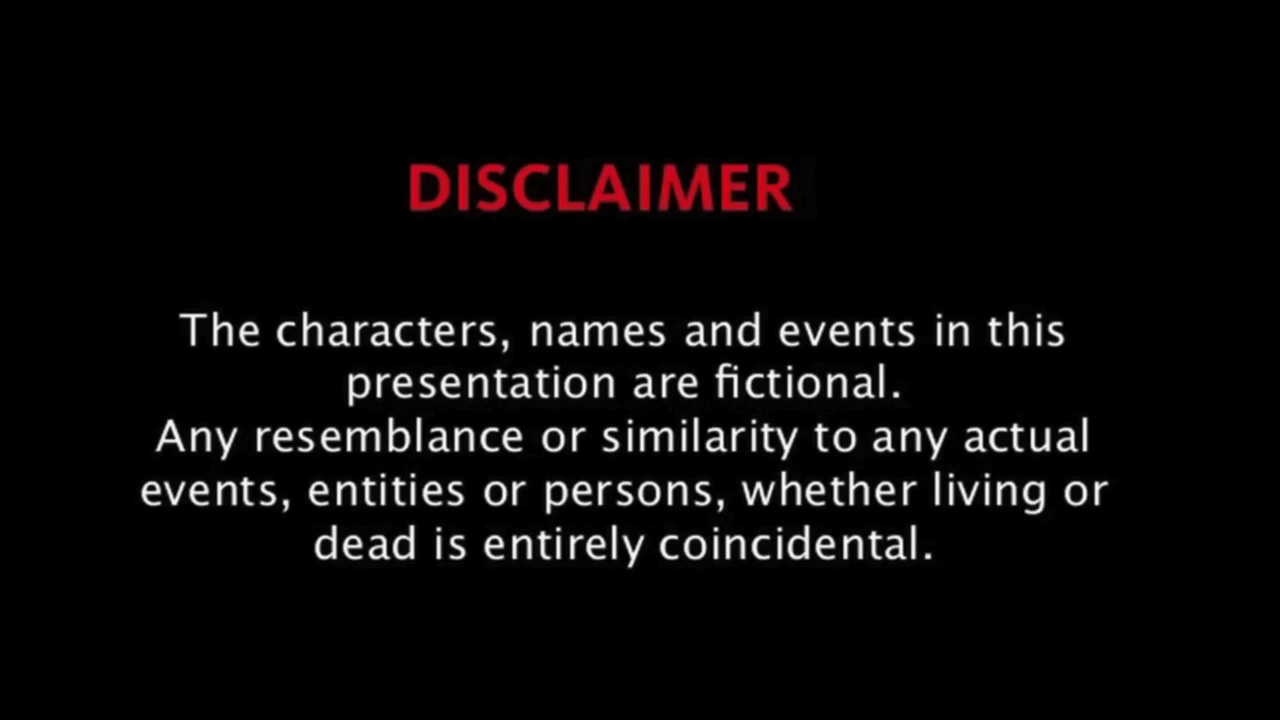 DISCLAIMER
The characters, names and events in this
presentation are fictional.
Any resemblance or similarity to any actual
events, entities or persons, whether living or
dead is entirely coincidental.